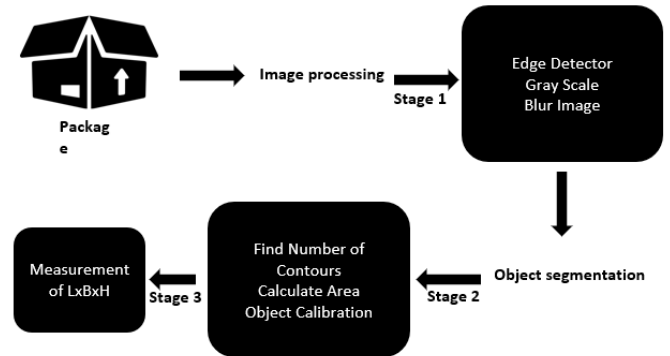 Packag
e
Image processing
Stage 1
Edge Detector
Gray Scale
Blur Image
Object segmentation
Stage 2
Find Number of
Contours
Calculate Area
Object Calibration
Stage 3
Measurement
of LxBxH